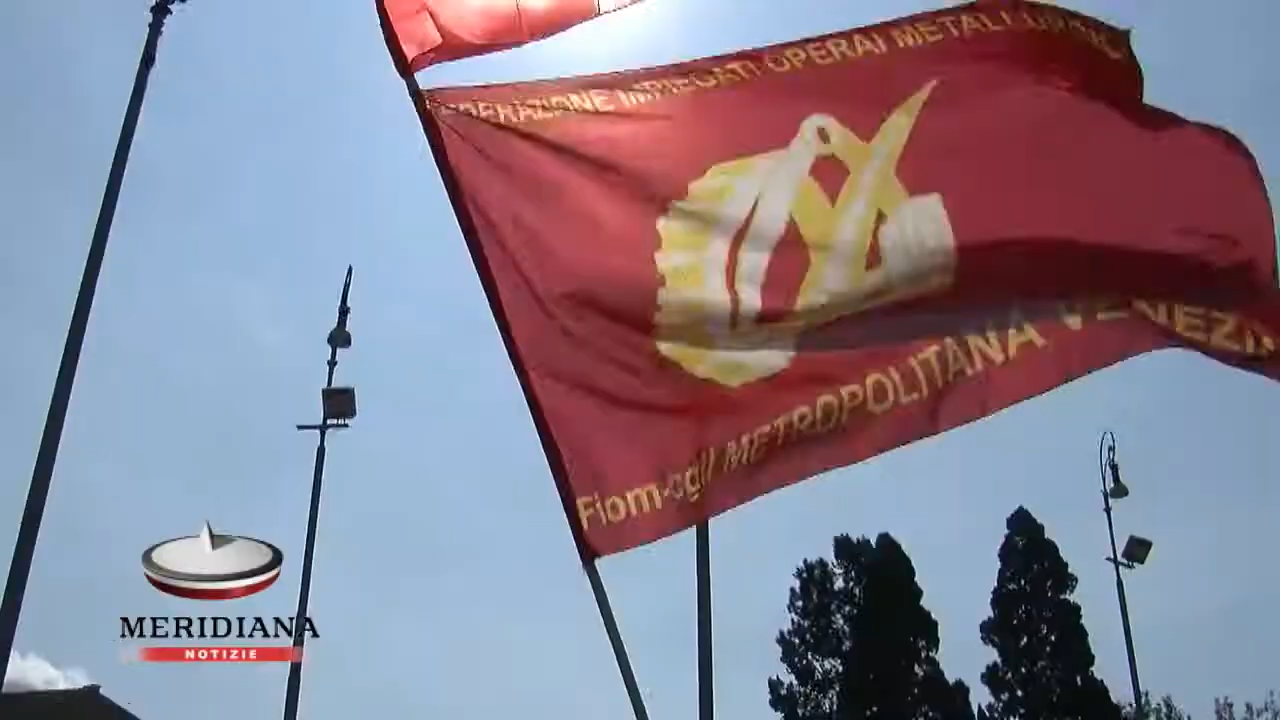 FEDERAZIONE IMPIEGATI OPERAI METALLURGICI
Fiom-cgil METROPOLITANA VENEZIA
MERIDIANA
NOTIZIE